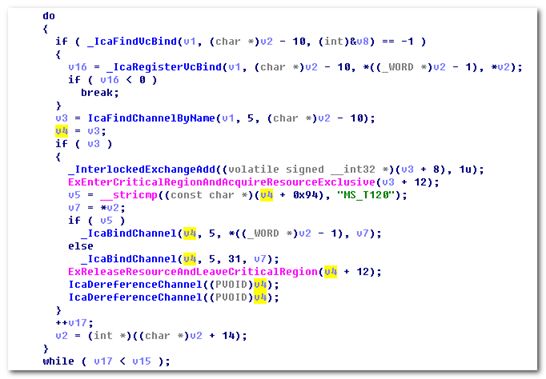 do
{
if ( _IcaFindVcBind(v1, (char *)v2 - 10, (int)&v8) == -1 )
{
v16 = _IcaRegisterVcBind(v1, (char *)v2 - 10, *((_WORD *)v2 - 1), *v2);
if ( v16 < 0 )
break;
}
v3 = IcaFindChannelByName(v1, 5, (char *)v2 - 10);
v4 = v3;
if ( v3 )
{
_InterlockedExchangeAdd((volatile signed __int32 *)(v3 + 8), 1u);
ExEnterCriticalRegionAndAcquireResourceExclusive(v3 + 12);
v5 = __stricmp((const char *)(v4 + 0x94), "MS_T120");
v7 = *v2;
if ( v5 )
_IcaBindChannel(v4, 5, *((_WORD *)v2 - 1), v7);
else
_IcaBindChannel(v4, 5, 31, v7);
ExReleaseResourceAndLeaveCriticalRegion(v4 + 12);
IcaDereferenceChannel((PVOID)v4);
IcaDereferenceChannel((PVOID)v4);
}
++v17;
v2 = (int *)((char *)v2 + 14);
}
while ( v17 < v15 );